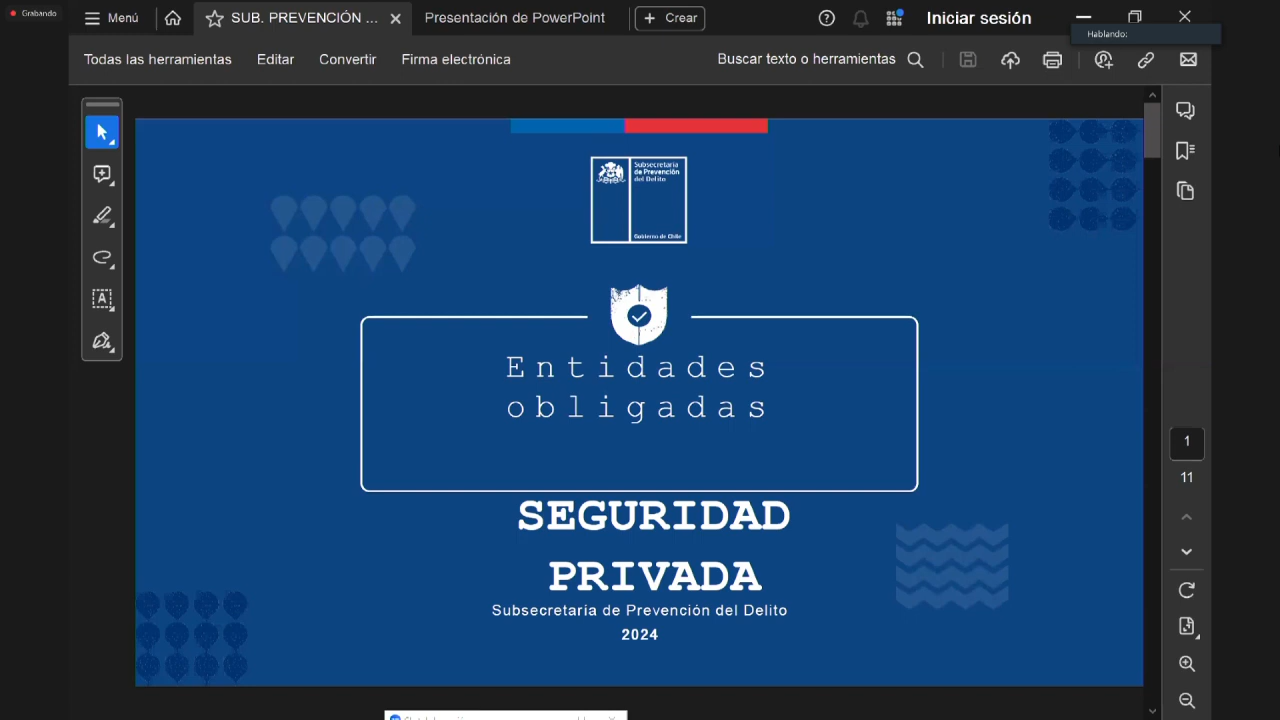 Grabando
Menú
SUB. PREVENCIÓN ...
Presentación de PowerPoint
Crear
Iniciar sesión
Hablando:
Todas las herramientas
Editar
Convertir
Firma electrónica
Buscar texto o herramientas
Subsecretaría
de Prevención
del Delito
Gobierno de Chile
Entidades
obligadas
SEGURIDAD
PRIVADA
Subsecretaría de Prevención del Delito
2024
1
11